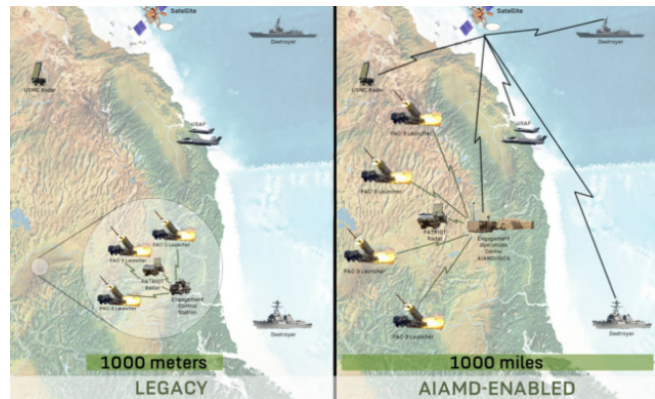 Satellite
Destroyer
USMC Radar
USAF
PAC-3 Launcher
PAC-3 Launcher
PATRIOT
Radar
PAC-3 Launcher
Engagement
Control
Station
Destroyer
1000 meters
LEGACY
Satellite
Destroyer
USMC Radar
PAC-3 Launcher
USAF
PAC-3 Launcher
PATRIOT
Radar
Engagement
Operations
Center
AIAMD/IBCS
PAC-3 Launcher
PAC-3 Launcher
Destroyer
1000 miles
AIAMD-ENABLED